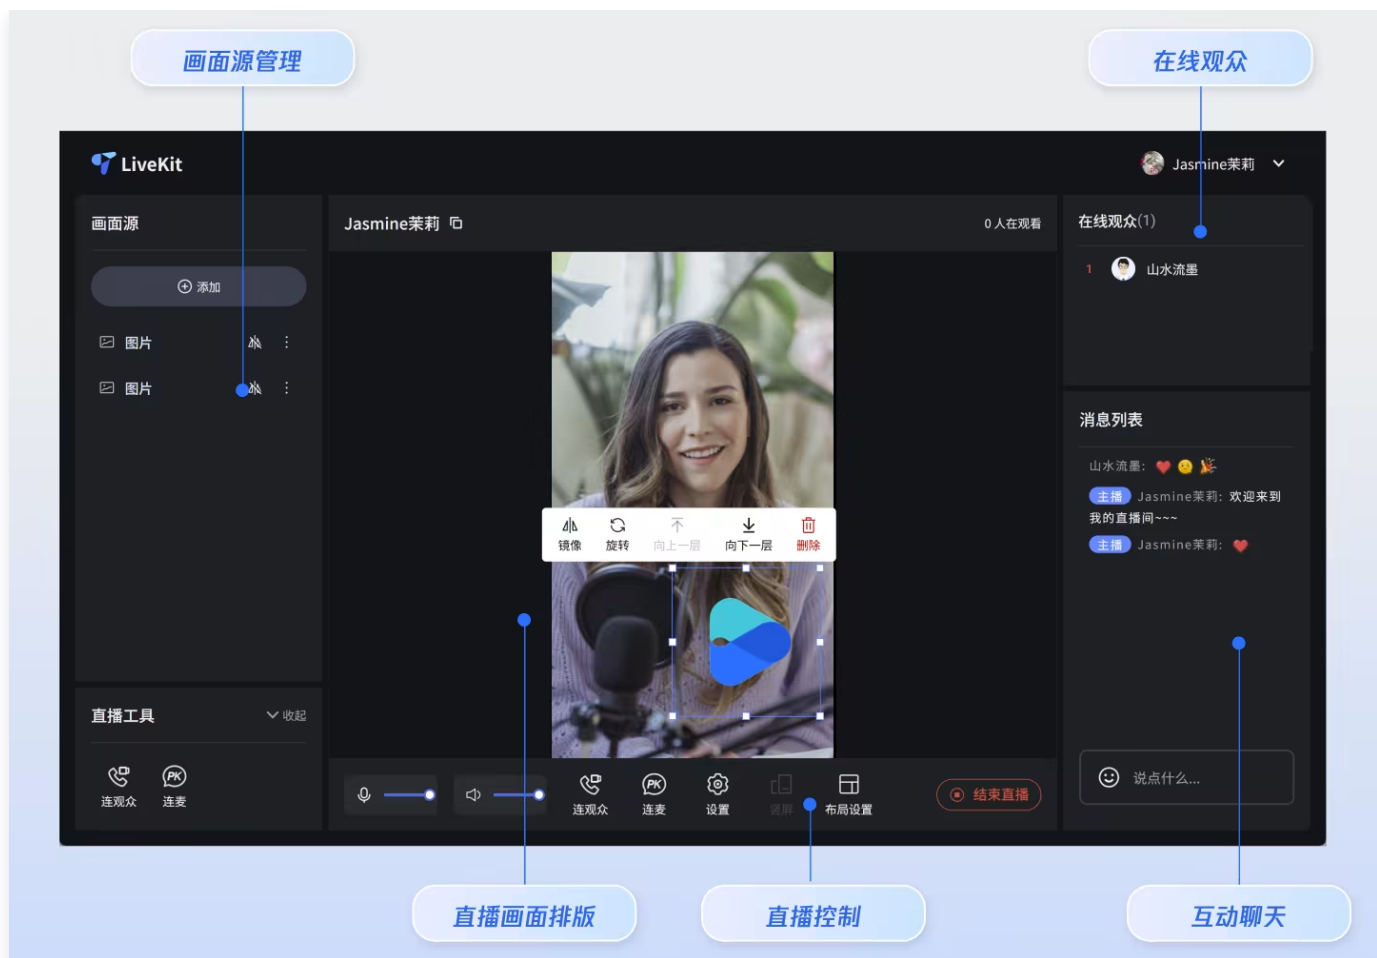 画面源管理
在线观众
LiveKit
Jasmine茉莉
画面源
添加
图片
图片
直播工具
收起
连观众
PK
连麦
Jasmine茉莉
0 人在观看
镜像
旋转
向上一层
向下一层
删除
连观众
PK
连麦
设置
竖屏
布局设置
结束直播
在线观众(1)
1 山水流墨
消息列表
山水流墨: ❤️ 🤨 🎉
主播 Jasmine茉莉: 欢迎来到
我的直播间~~~
主播 Jasmine茉莉: ❤️
说点什么...
直播画面排版
直播控制
互动聊天